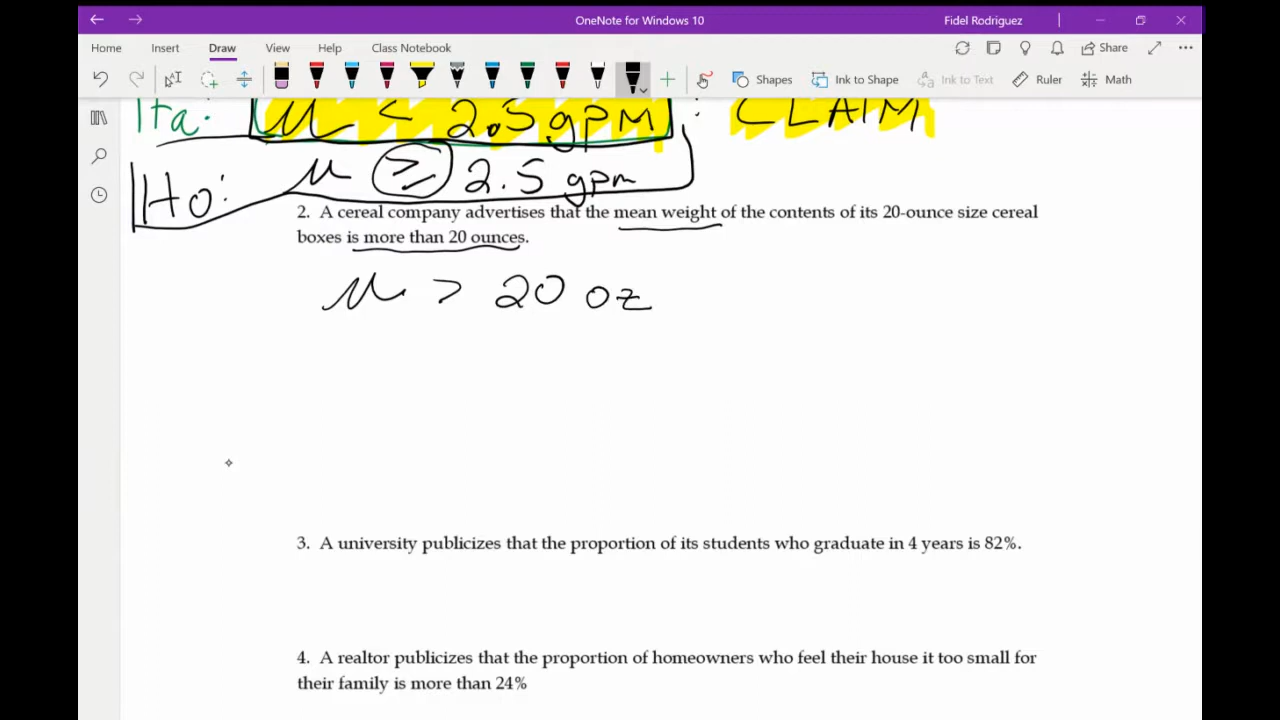 OneNote for Windows 10
Fidel Rodriguez
Home Insert Draw View Help Class Notebook
Share
Shapes Ink to Shape Ink to Text Ruler Math
Ha: μ < 2.5 gpm : CLAIM
Ho: μ ≥ 2.5 gpm
2. A cereal company advertises that the mean weight of the contents of its 20-ounce size cereal
boxes is more than 20 ounces.
μ > 20 oz
3. A university publicizes that the proportion of its students who graduate in 4 years is 82%.
4. A realtor publicizes that the proportion of homeowners who feel their house it too small for
their family is more than 24%